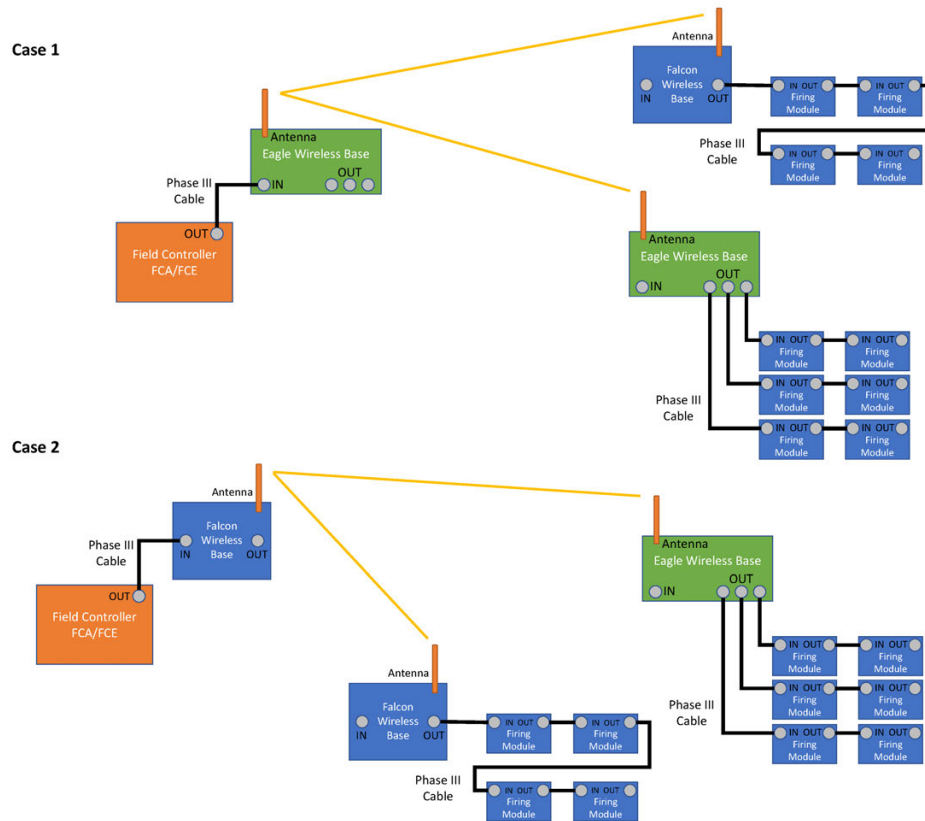 Case 1
Antenna
Falcon
Wireless
Base
IN
OUT
IN OUT
Firing
Module
IN OUT
Firing
Module
Phase III
Cable
IN OUT
Firing
Module
IN OUT
Firing
Module
Antenna
Eagle Wireless Base
IN
OUT
Phase III
Cable
OUT
Field Controller
FCA/FCE
Antenna
Eagle Wireless Base
OUT
IN
IN OUT
Firing
Module
IN OUT
Firing
Module
IN OUT
Firing
Module
IN OUT
Firing
Module
Phase III
Cable
IN OUT
Firing
Module
IN OUT
Firing
Module
Case 2
Antenna
Falcon
Wireless
Base
IN
OUT
Phase III
Cable
OUT
Field Controller
FCA/FCE
Antenna
Eagle Wireless Base
OUT
IN
IN OUT
Firing
Module
IN OUT
Firing
Module
IN OUT
Firing
Module
IN OUT
Firing
Module
Phase III
Cable
IN OUT
Firing
Module
IN OUT
Firing
Module
Antenna
Falcon
Wireless
Base
IN
OUT
IN OUT
Firing
Module
IN OUT
Firing
Module
Phase III
Cable
IN OUT
Firing
Module
IN OUT
Firing
Module